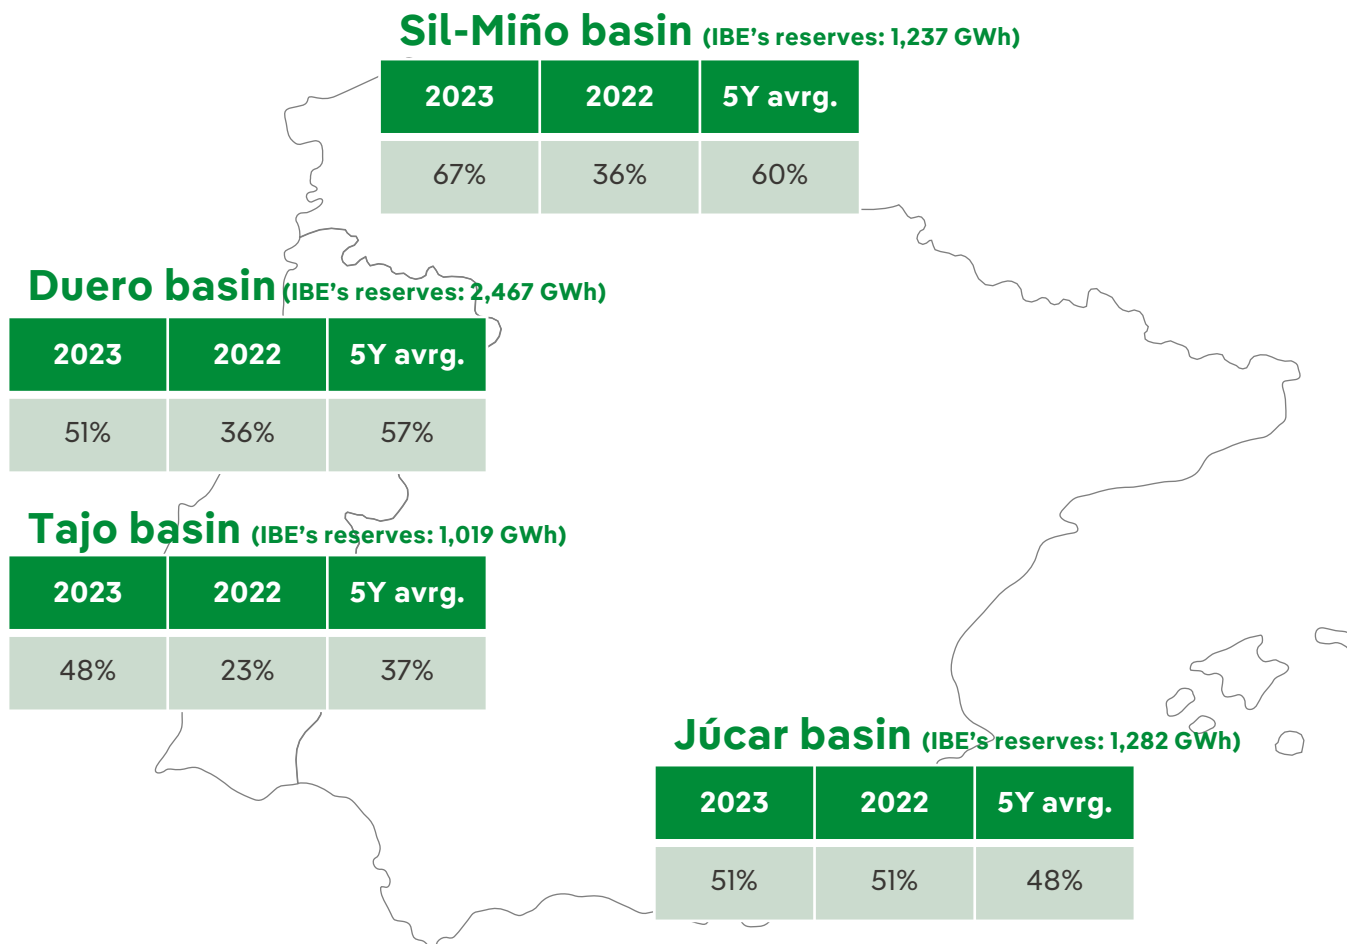 Sil-Miño basin (IBE's reserves: 1,237 GWh)
2023 2022 5Y avrg.
67% 36% 60%
Duero basin (IBE's reserves: 2,467 GWh)
2023 2022 5Y avrg.
51% 36% 57%
Tajo basin (IBE's reserves: 1,019 GWh)
2023 2022 5Y avrg.
48% 23% 37%
Júcar basin (IBE's reserves: 1,282 GWh)
2023 2022 5Y avrg.
51% 51% 48%